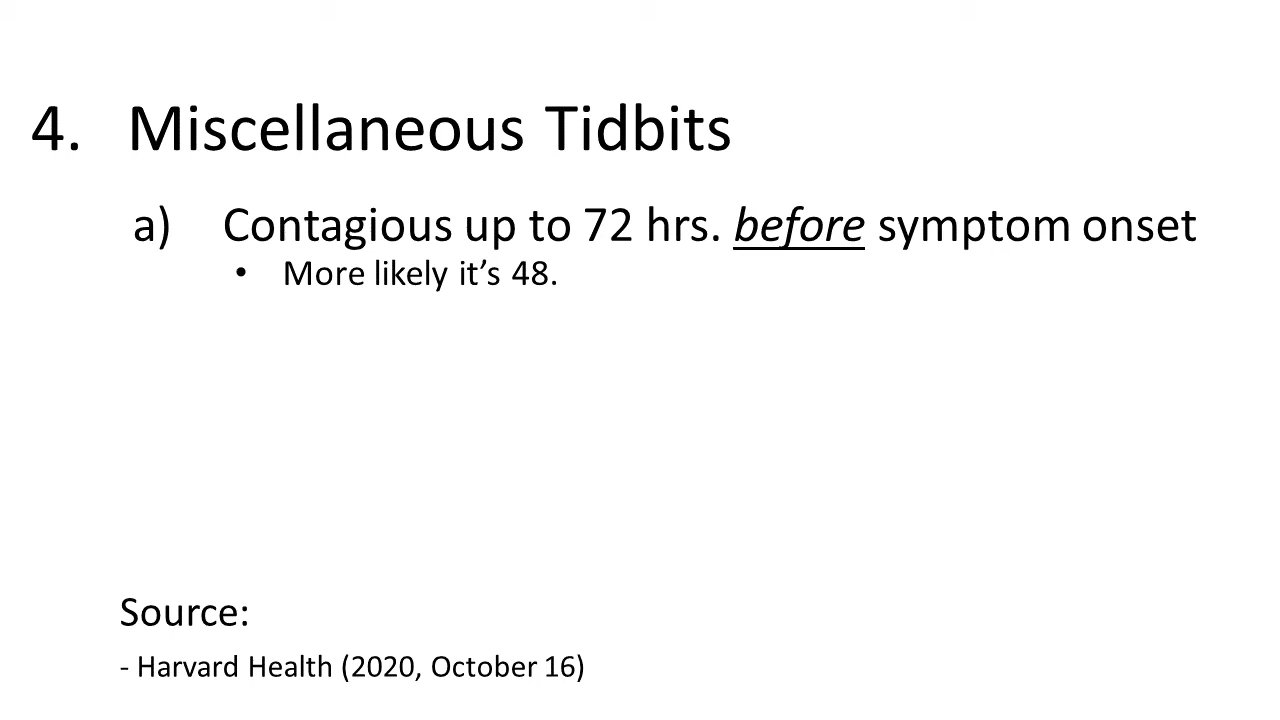 4. Miscellaneous Tidbits
a) Contagious up to 72 hrs. before symptom onset
• More likely it’s 48.
Source:
- Harvard Health (2020, October 16)